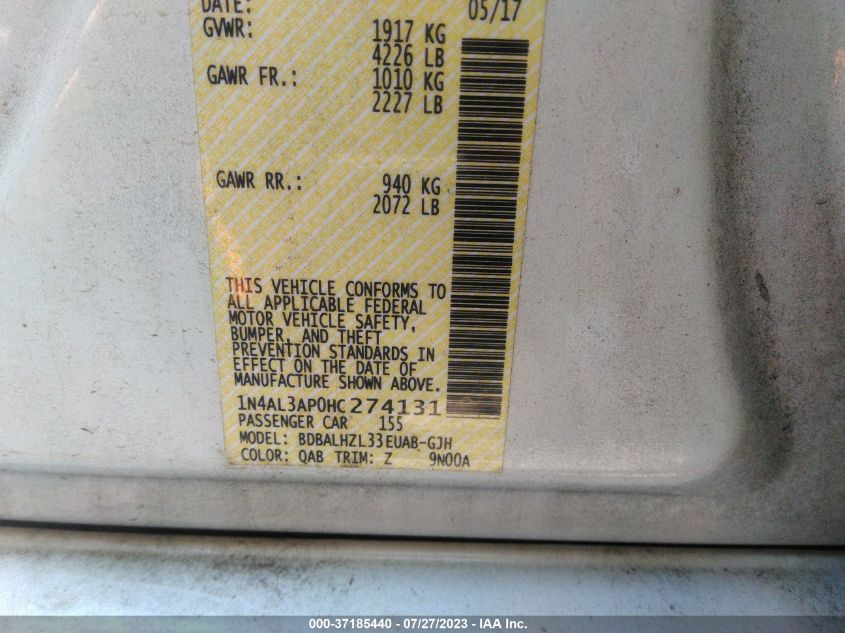 DATE: 05/17
GVWR: 1917 KG
4226 LB
GAWR FR.: 1010 KG
2227 LB
GAWR RR.: 940 KG
2072 LB
THIS VEHICLE CONFORMS TO
ALL APPLICABLE FEDERAL
MOTOR VEHICLE SAFETY,
BUMPER, AND THEFT
PREVENTION STANDARDS IN
EFFECT ON THE DATE OF
MANUFACTURE SHOWN ABOVE.
1N4AL3AP0HC274131
PASSENGER CAR 155
MODEL: BDBALHZL33EUAB-GJH
COLOR: QAB TRIM: Z 9N00A
000-37185440 - 07/27/2023 - IAA Inc.